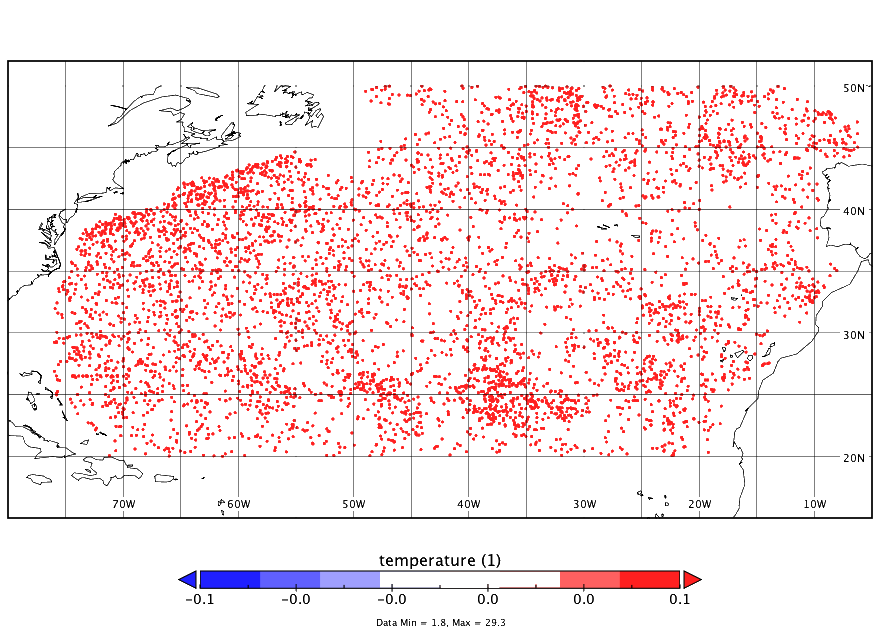 50N
40N
30N
20N
70W 60W 50W 40W 30W 20W 10W
temperature (1)
-0.1 -0.0 -0.0 0.0 0.0 0.1
Data Min = 1.8, Max = 29.3